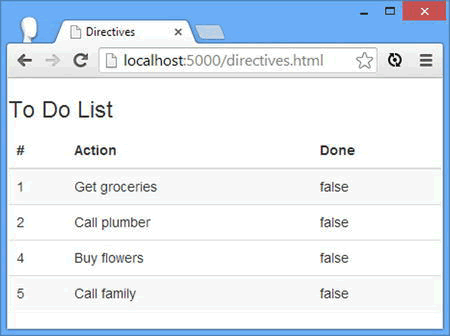 Directives
localhost:5000/directives.html
To Do List
# Action Done
1 Get groceries false
2 Call plumber false
4 Buy flowers false
5 Call family false